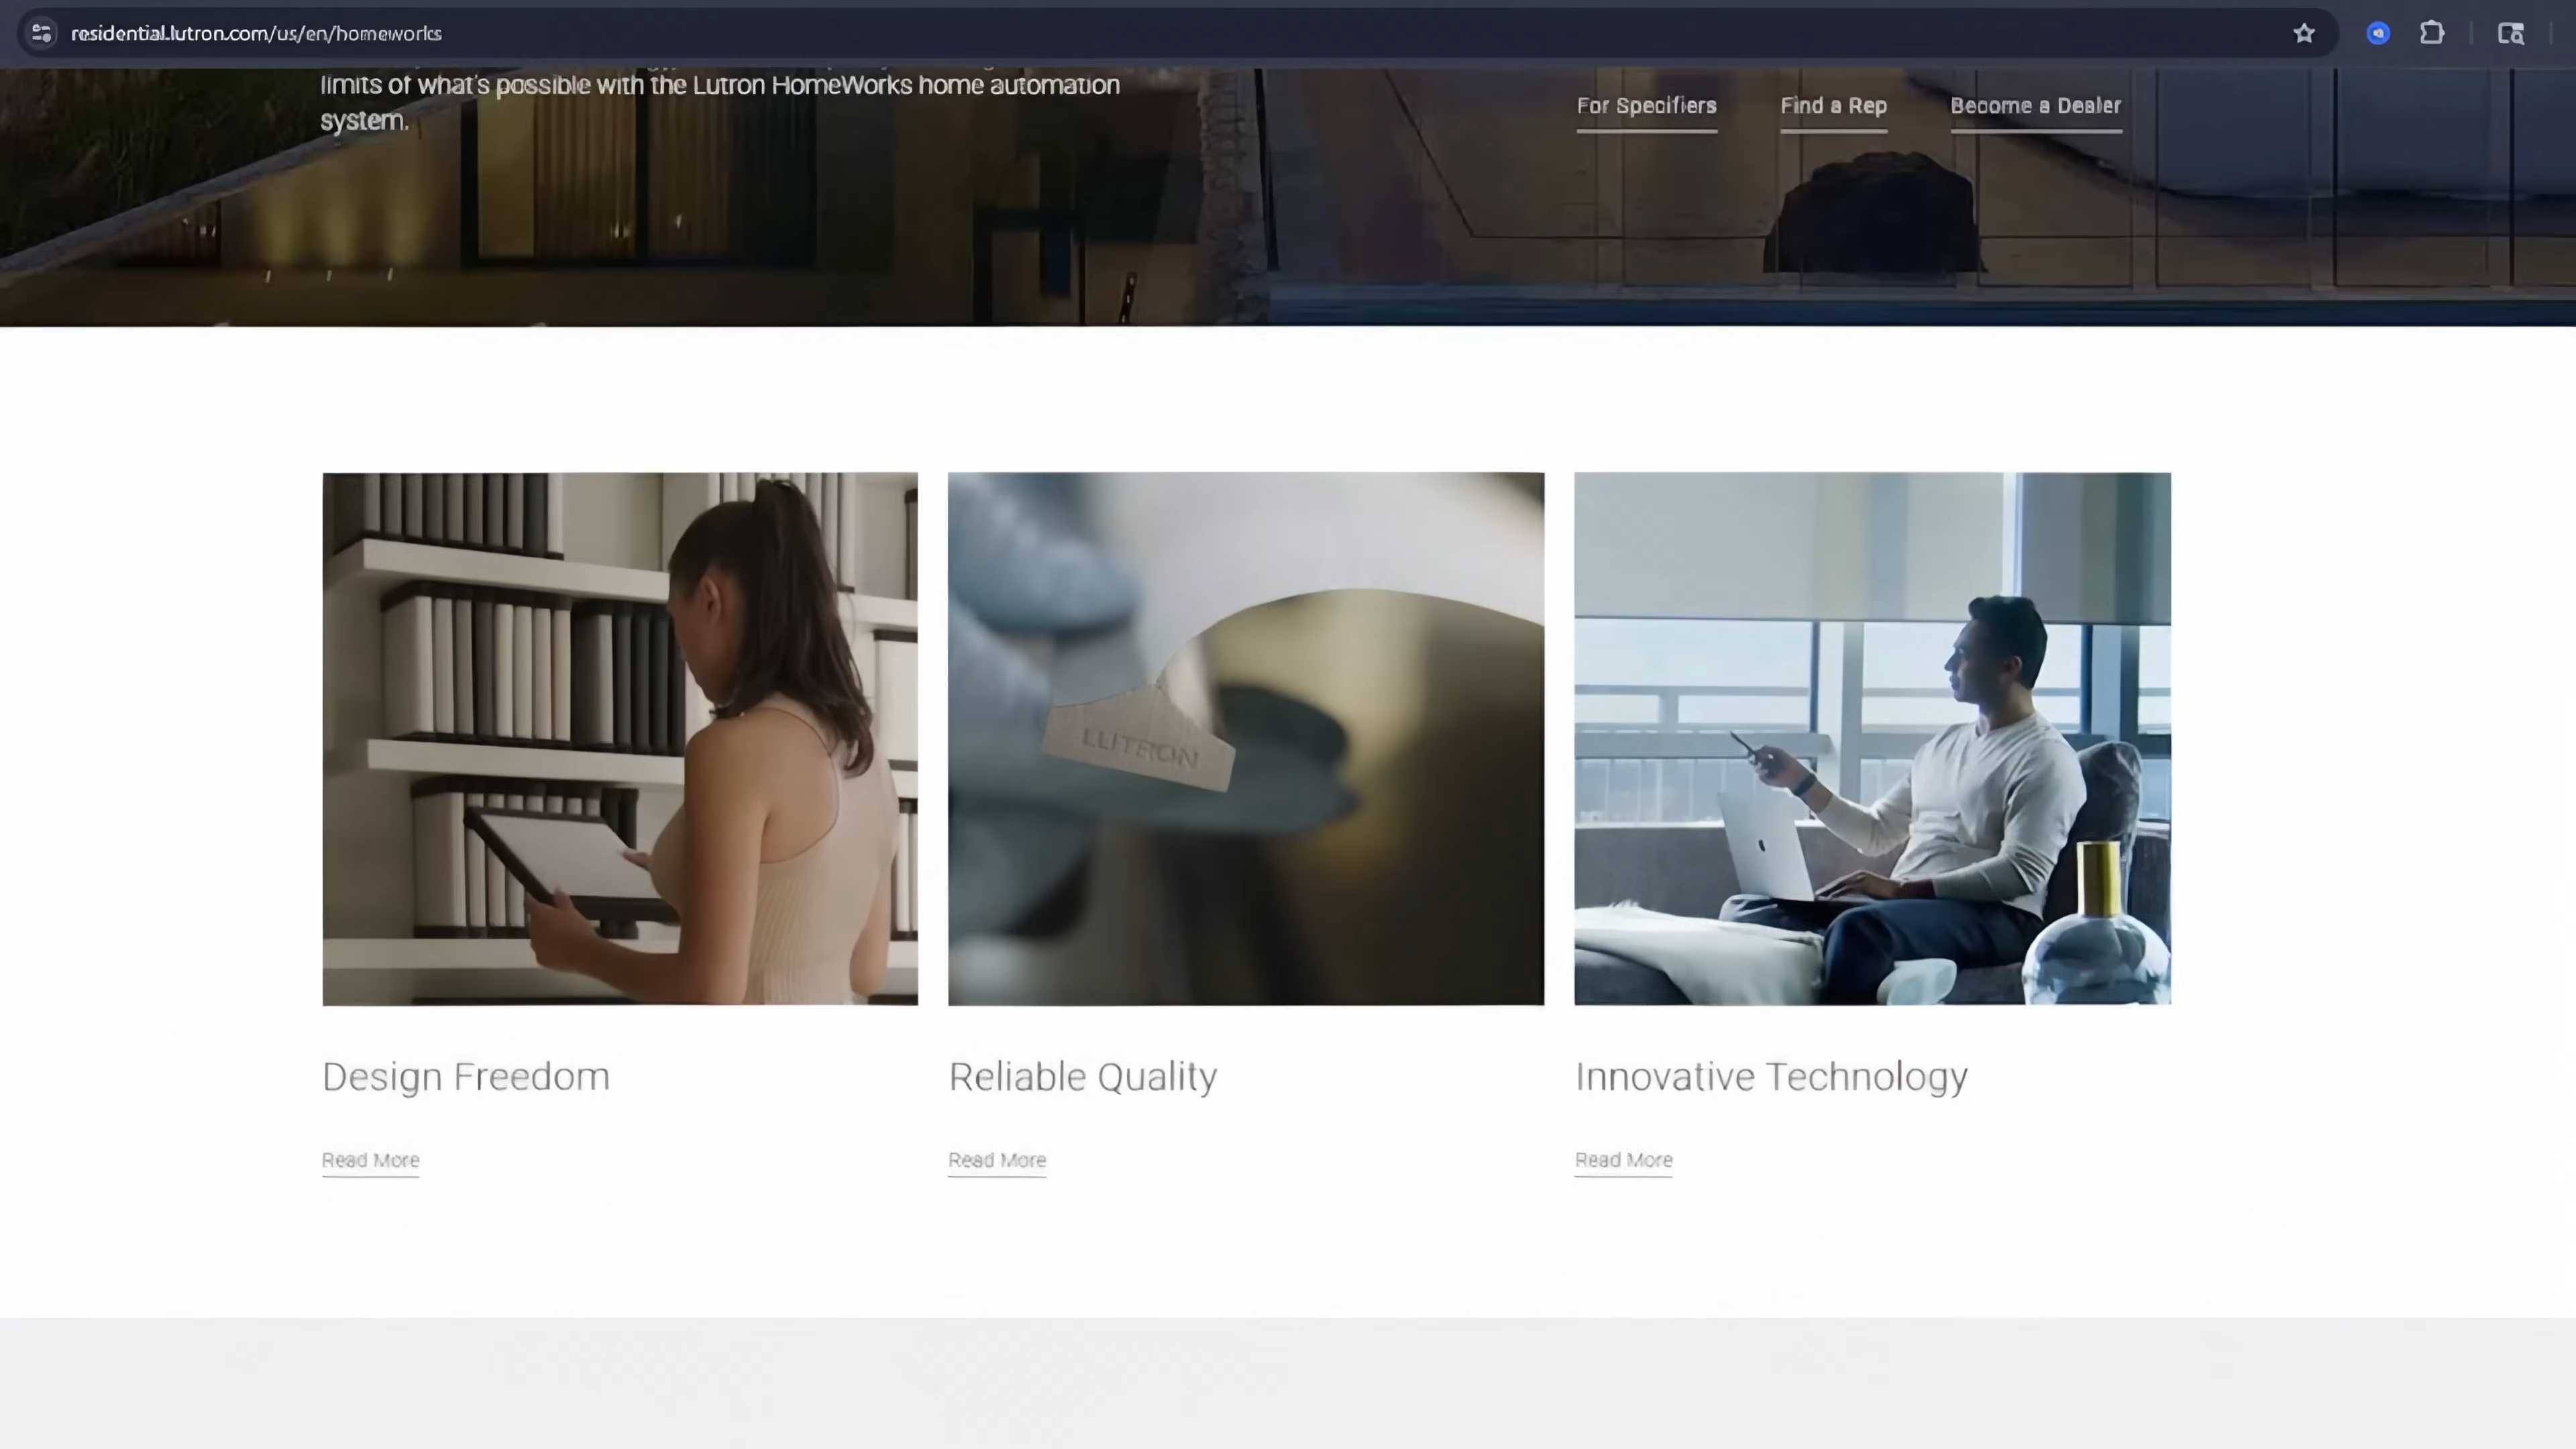 residential.lutron.com/us/en/homeworks
limits of what's possible with the Lutron HomeWorks home automation
system.
For Specifiers
Find a Rep
Become a Dealer
LUTRON
Design Freedom
Reliable Quality
Innovative Technology
Read More
Read More
Read More